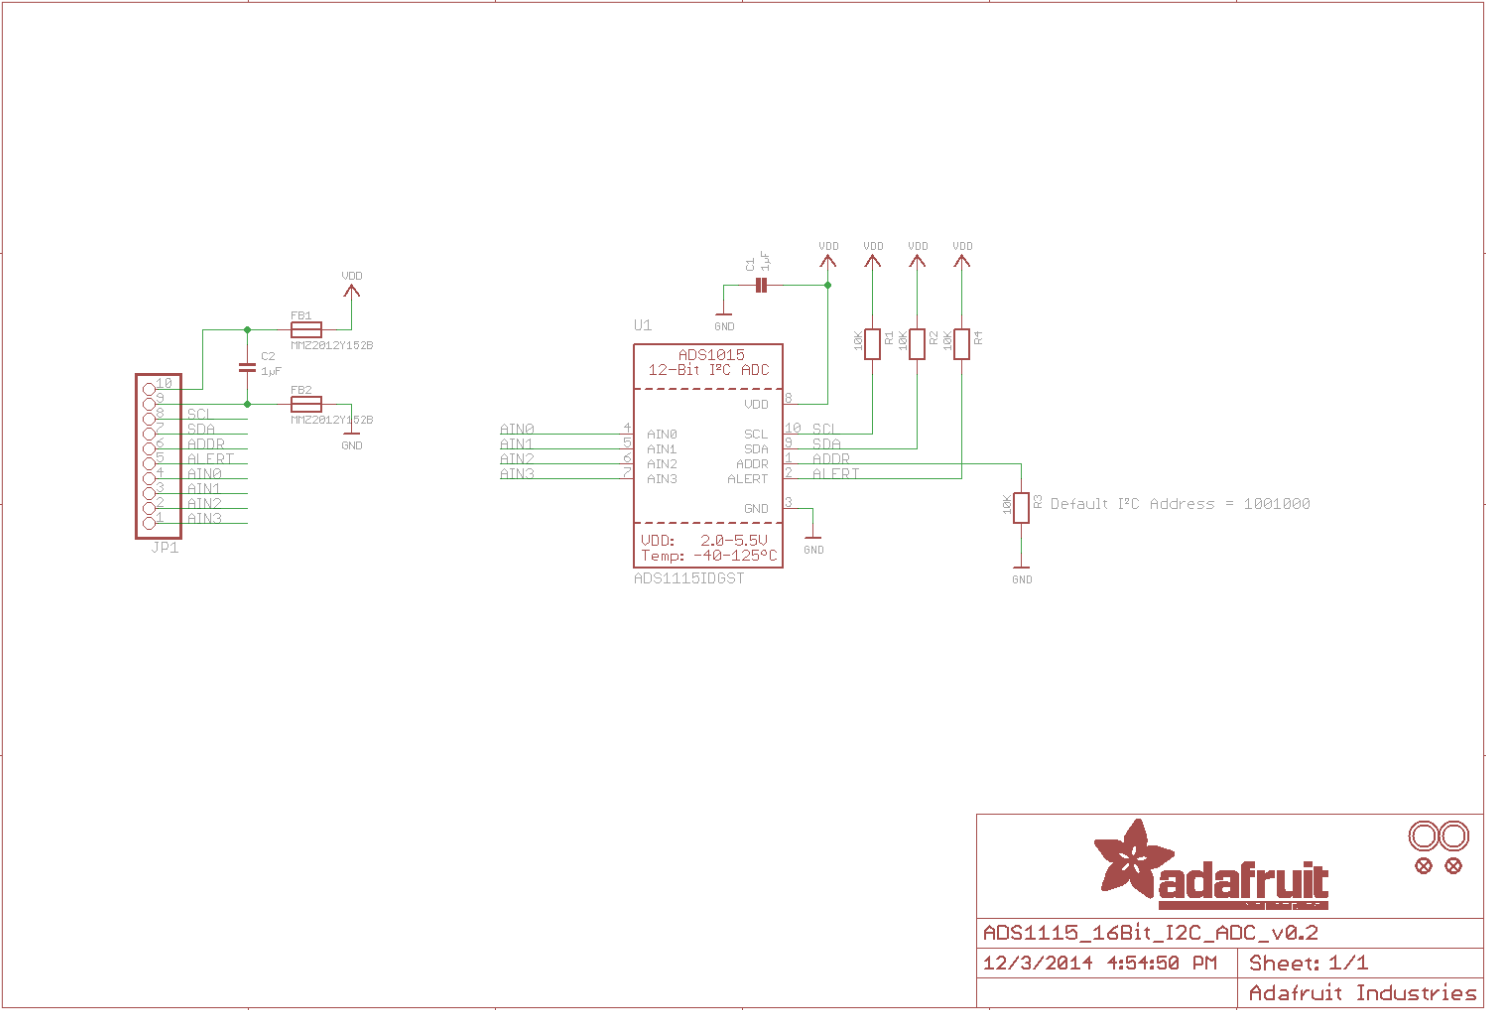 VDD
FB1
MMZ2012Y152B
C2
1µF
FB2
MMZ2012Y152B
GND
10
9
8 SCL
7 SDA
6 ADDR
5 ALERT
4 AIN0
3 AIN1
2 AIN2
1 AIN3
JP1
C1
1µF
VDD VDD VDD VDD
GND
10K R1 10K R2 10K R4
U1
ADS1015
12-Bit I²C ADC
VDD 8
AIN0 4 AIN0 SCL 10 SCL
AIN1 5 AIN1 SDA 9 SDA
AIN2 6 AIN2 ADDR 1 ADDR
AIN3 7 AIN3 ALERT 2 ALERT
GND 3
GND
VDD: 2.0-5.5V
Temp: -40-125°C
ADS1115IDGST
10K R3 Default I²C Address = 1001000
GND
adafruit
ADS1115_16Bit_I2C_ADC_v0.2
12/3/2014 4:54:50 PM Sheet: 1/1
Adafruit Industries